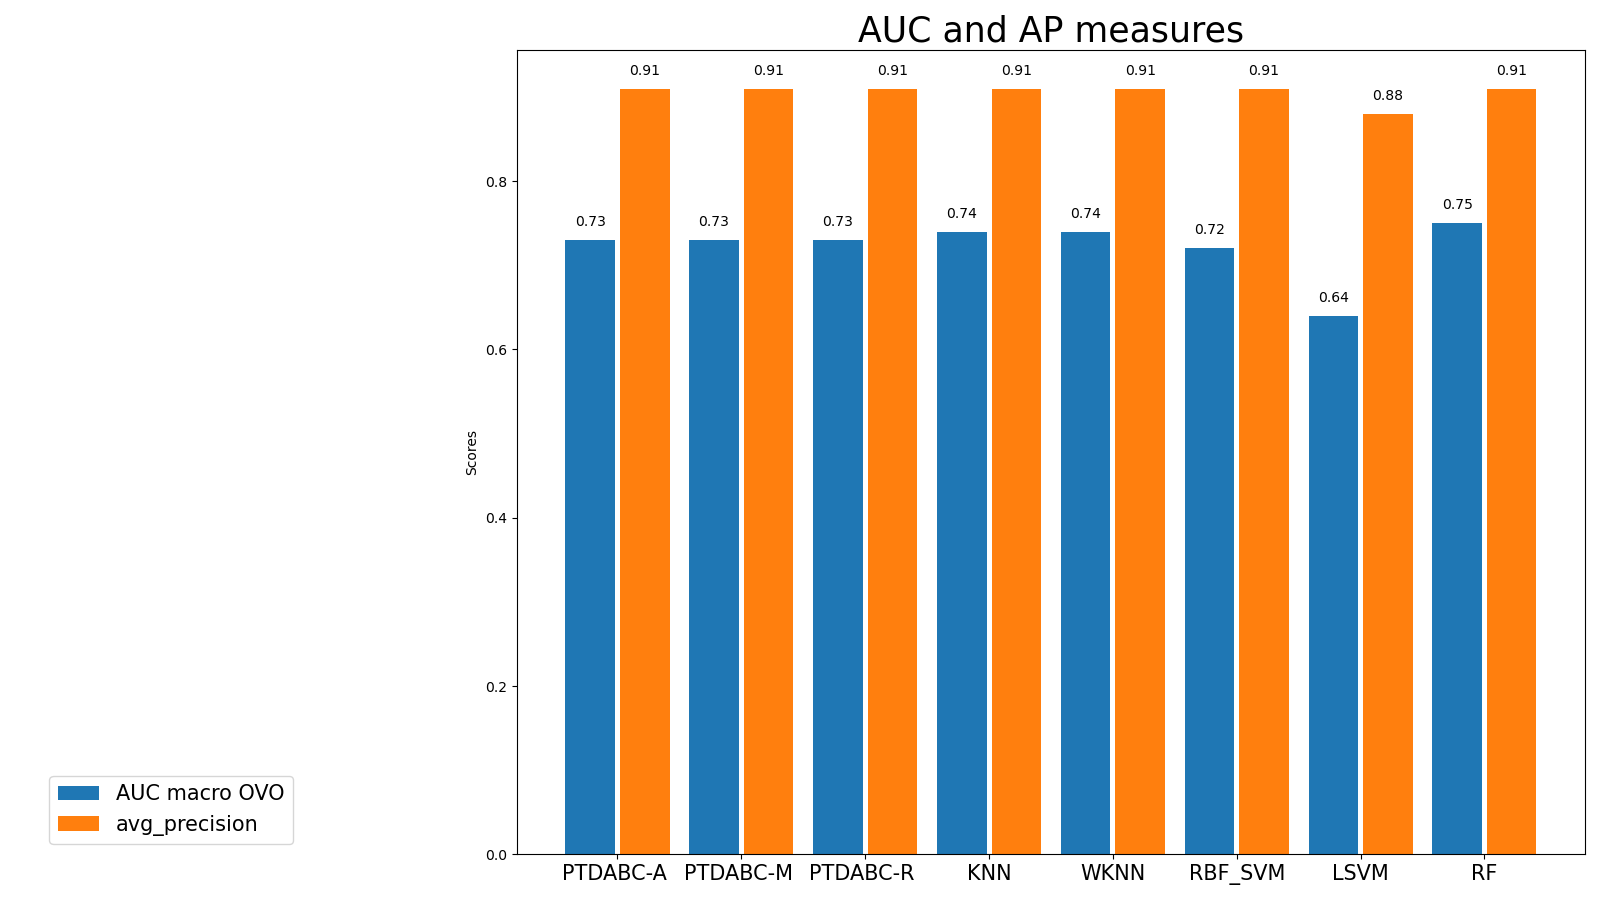 AUC and AP measures
0.91 0.91 0.91 0.91 0.91 0.91 0.88 0.91
0.73 0.73 0.73 0.74 0.74 0.72 0.64 0.75
0.8
0.6
0.4
0.2
0.0
Scores
PTDABC-A PTDABC-M PTDABC-R KNN WKNN RBF_SVM LSVM RF
AUC macro OVO
avg_precision